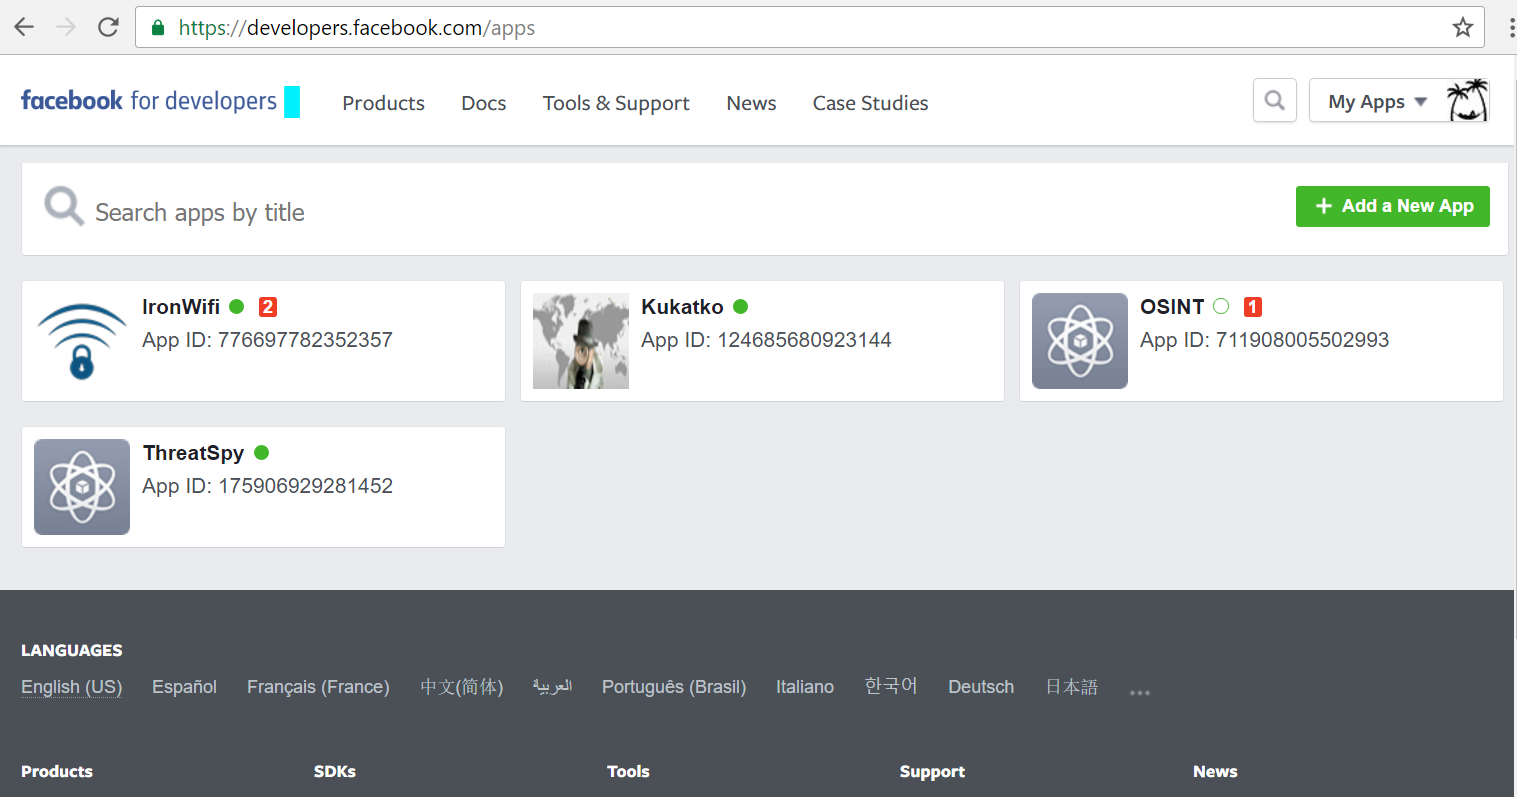 https://developers.facebook.com/apps
facebook for developers Products Docs Tools & Support News Case Studies My Apps
Search apps by title + Add a New App
IronWifi 2
App ID: 776697782352357
Kukatko
App ID: 124685680923144
OSINT 1
App ID: 711908005502993
ThreatSpy
App ID: 175906929281452
LANGUAGES
English (US) Español Français (France) 中文(简体) العربية Português (Brasil) Italiano 한국어 Deutsch 日本語 ...
Products SDKs Tools Support News